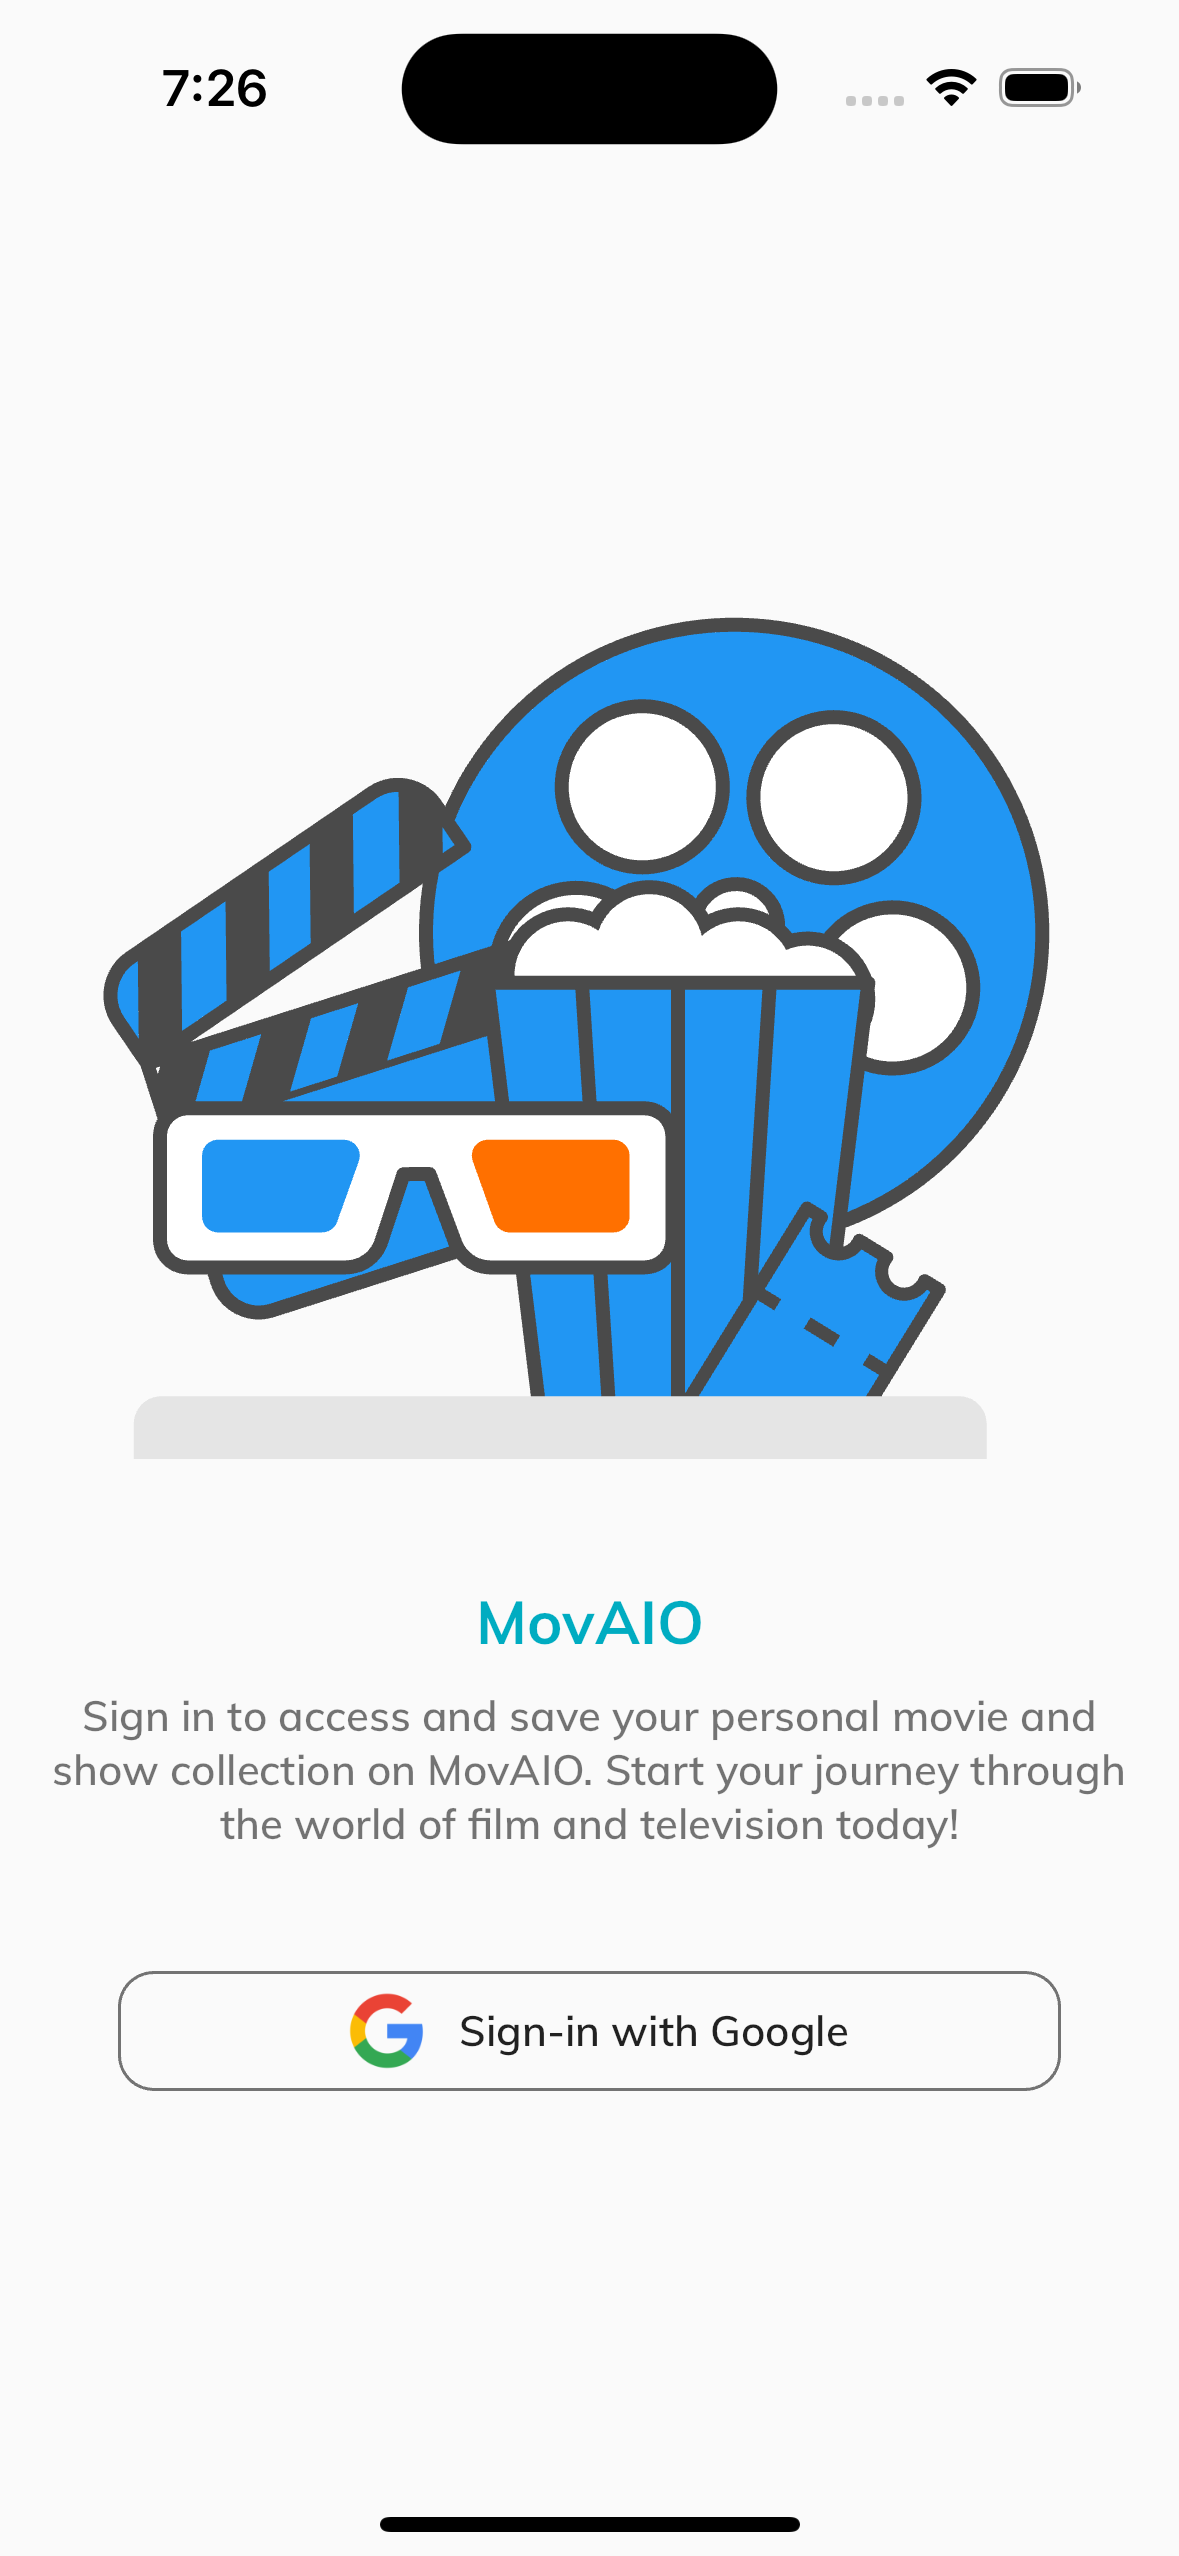 7:26
MovAIO
Sign in to access and save your personal movie and
show collection on MovAIO. Start your journey through
the world of film and television today!
Sign-in with Google